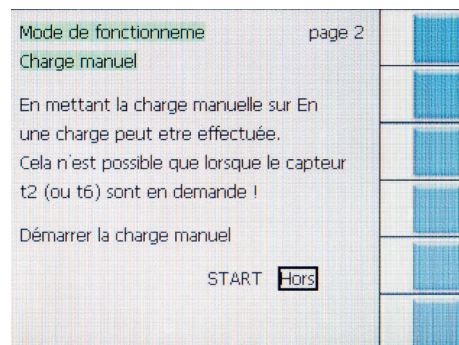 Mode de fonctionneme page 2
Charge manuel
En mettant la charge manuelle sur En
une charge peut etre effectuée.
Cela n'est possible que lorsque le capteur
t2 (ou t6) sont en demande !
Démarrer la charge manuel
START Hors